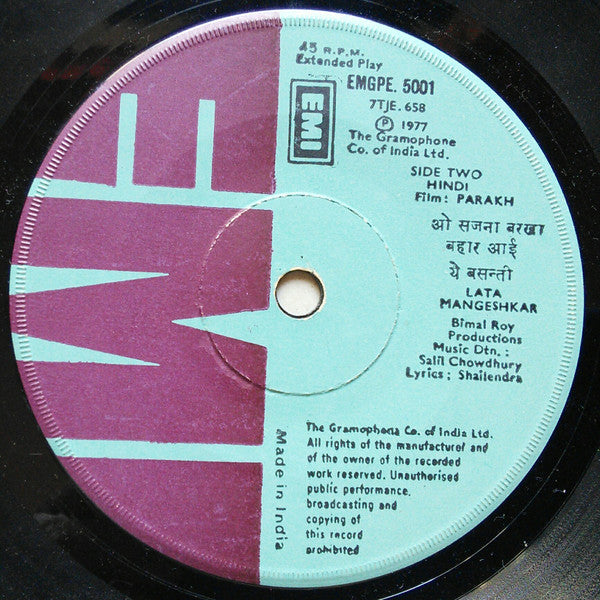 EMI
45 R.P.M.
Extended Play
EMGPE. 5001
7TJE. 658
Ⓟ 1977
The Gramophone
Co. of India Ltd.
EMI
SIDE TWO
HINDI
Film: PARAKH
ओ सजना बरखा
बहार आई
ये बसन्ती
LATA
MANGESHKAR
Bimal Roy
Productions
Music Dtn. :
Salil Chowdhury
Lyrics ; Shailendra
The Gramophone Co. of India Ltd.
All rights of the manufacturel and
of the owner of the recorded
work reserved. Unauthorised
public performance,
broadcasting and
copying of
this record
prohibited
Made in India